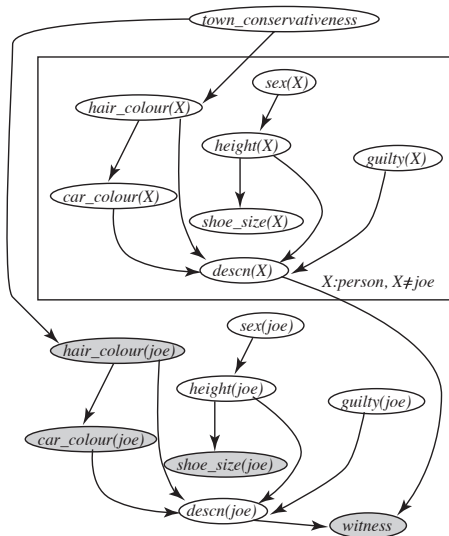 town_conservativeness
sex(X)
hair_colour(X)
height(X)
guilty(X)
car_colour(X)
shoe_size(X)
descn(X)
X:person, X≠joe
sex(joe)
hair_colour(joe)
height(joe)
guilty(joe)
car_colour(joe)
shoe_size(joe)
descn(joe)
witness